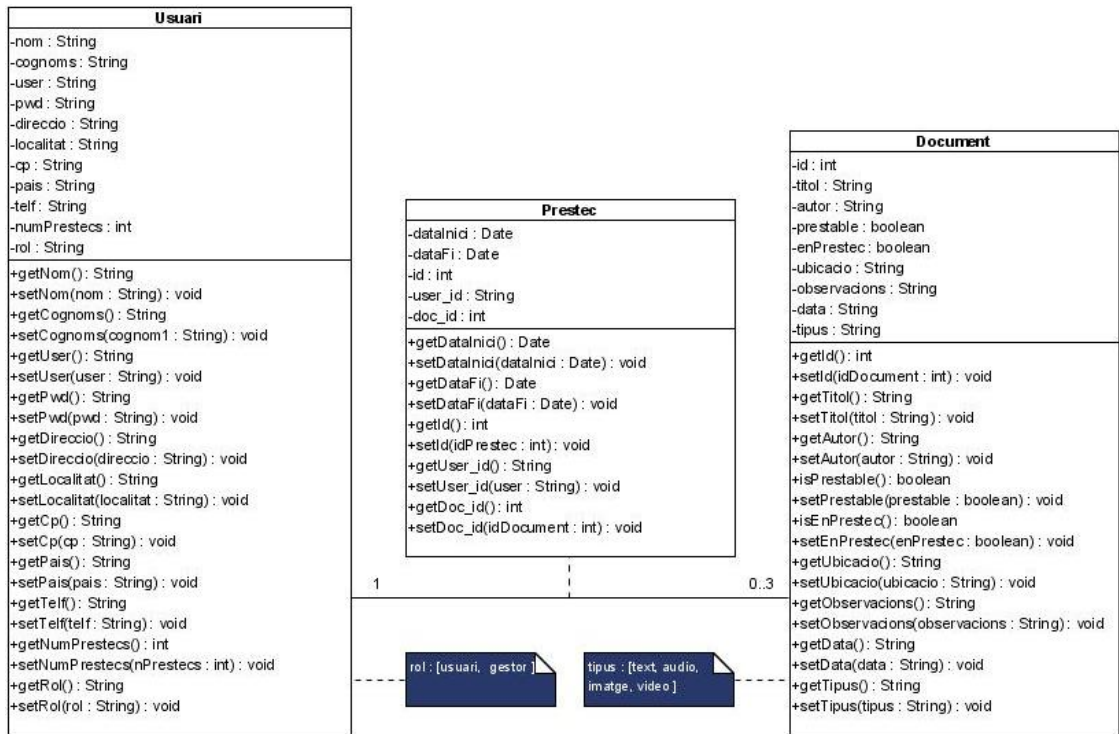 Usuari
-nom : String
-cognoms : String
-user : String
-pwd : String
-direccio : String
-localitat : String
-cp : String
-pais : String
-telf : String
-numPrestecs : int
-rol : String
+getNom() : String
+setNom(nom : String) : void
+getCognoms() : String
+setCognoms(cognom1 : String) : void
+getUser() : String
+setUser(user : String) : void
+getPwd() : String
+setPwd(pwd : String) : void
+getDireccio() : String
+setDireccio(direccio : String) : void
+getLocalitat() : String
+setLocalitat(localitat : String) : void
+getCp() : String
+setCp(cp : String) : void
+getPais() : String
+setPais(pais : String) : void
+getTelf() : String
+setTelf(telf : String) : void
+getNumPrestecs() : int
+setNumPrestecs(nPrestecs : int) : void
+getRol() : String
+setRol(rol : String) : void
Prestec
-dataInici : Date
-dataFi : Date
-id : int
-user_id : String
-doc_id : int
+getDataInici() : Date
+setDataInici(dataInici : Date) : void
+getDataFi() : Date
+setDataFi(dataFi : Date) : void
+getId() : int
+setId(idPrestec : int) : void
+getUser_id() : String
+setUser_id(user : String) : void
+getDoc_id() : int
+setDoc_id(idDocument : int) : void
1
0..3
rol : [usuari, gestor ]
tipus : [text, audio,
imatge, video ]
Document
-id : int
-titol : String
-autor : String
-prestable : boolean
-enPrestec : boolean
-ubicacio : String
-observacions : String
-data : String
-tipus : String
+getId() : int
+setId(idDocument : int) : void
+getTitol() : String
+setTitol(titol : String) : void
+getAutor() : String
+setAutor(autor : String) : void
+isPrestable() : boolean
+setPrestable(prestable : boolean) : void
+isEnPrestec() : boolean
+setEnPrestec(enPrestec : boolean) : void
+getUbicacio() : String
+setUbicacio(ubicacio : String) : void
+getObservacions() : String
+setObservacions(observacions : String) : void
+getData() : String
+setData(data : String) : void
+getTipus() : String
+setTipus(tipus : String) : void